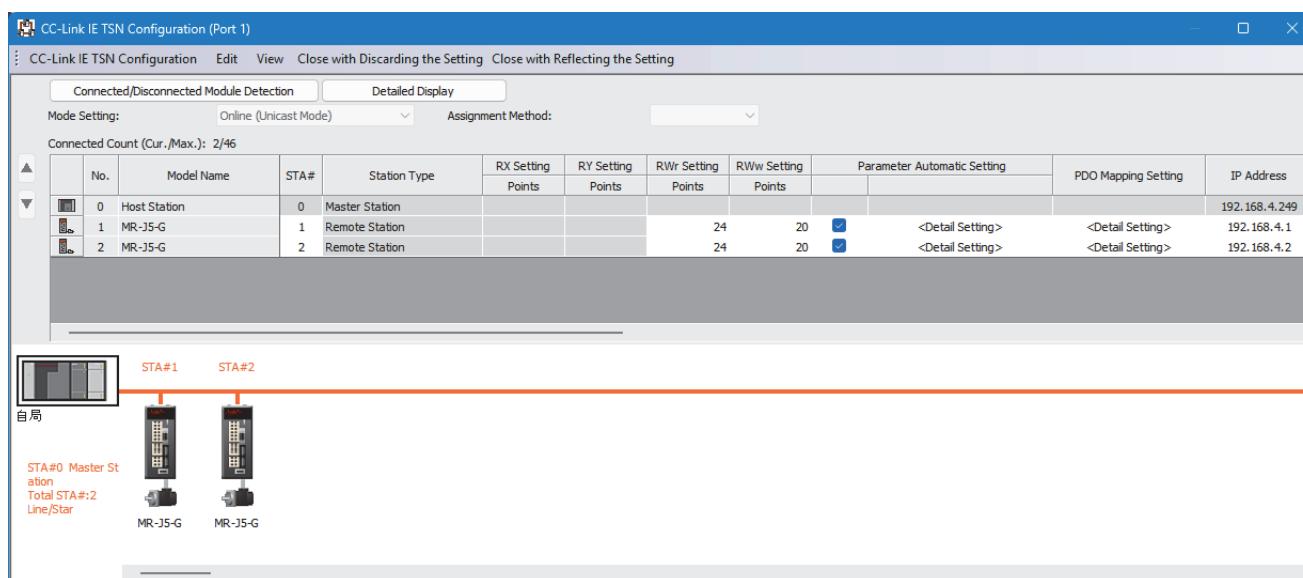 CC-Link IE TSN Configuration (Port 1)
CC-Link IE TSN Configuration Edit View Close with Discarding the Setting Close with Reflecting the Setting
Connected/Disconnected Module Detection Detailed Display
Mode Setting: Online (Unicast Mode) Assignment Method:
Connected Count (Cur./Max.): 2/46
No. Model Name STA# Station Type RX Setting RY Setting RWr Setting RWw Setting Parameter Automatic Setting PDO Mapping Setting IP Address
Points Points Points Points
0 Host Station 0 Master Station 192.168.4.249
1 MR-J5-G 1 Remote Station 24 20 <Detail Setting> <Detail Setting> 192.168.4.1
2 MR-J5-G 2 Remote Station 24 20 <Detail Setting> <Detail Setting> 192.168.4.2
STA#1 STA#2
自局
STA#0 Master St
ation
Total STA#:2
Line/Star
MR-J5-G MR-J5-G